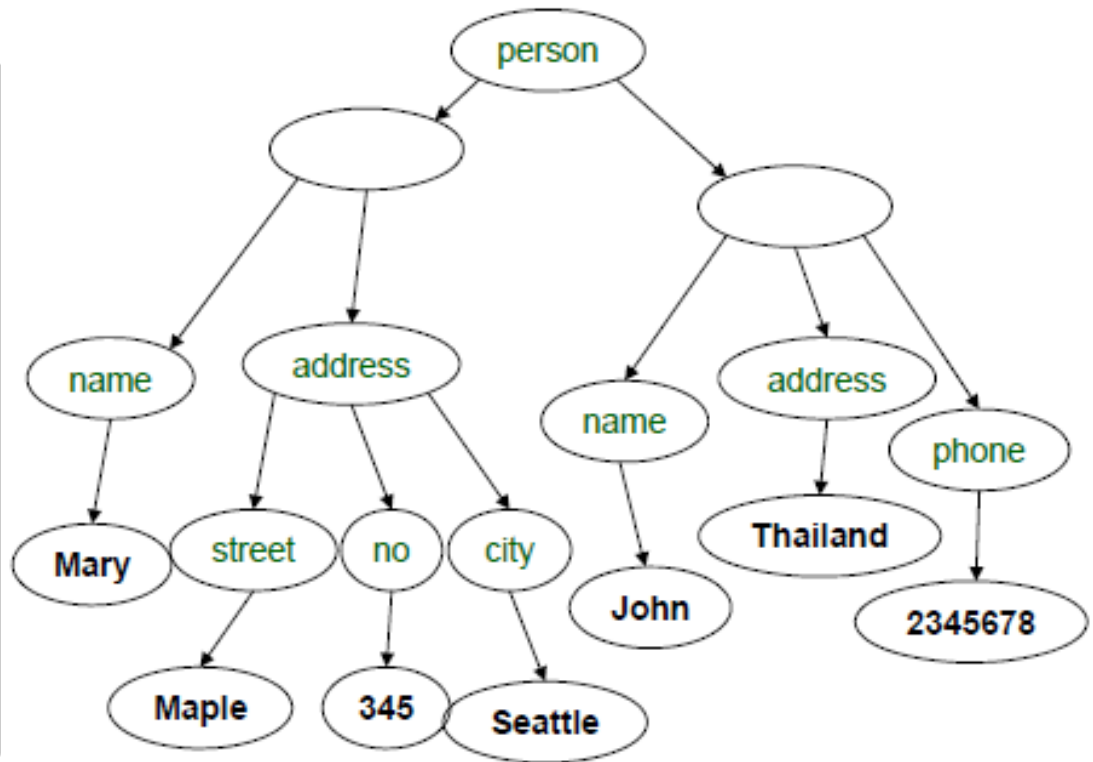 person
name
address
name
address
phone
Mary
street
no
city
John
Thailand
2345678
Maple
345
Seattle